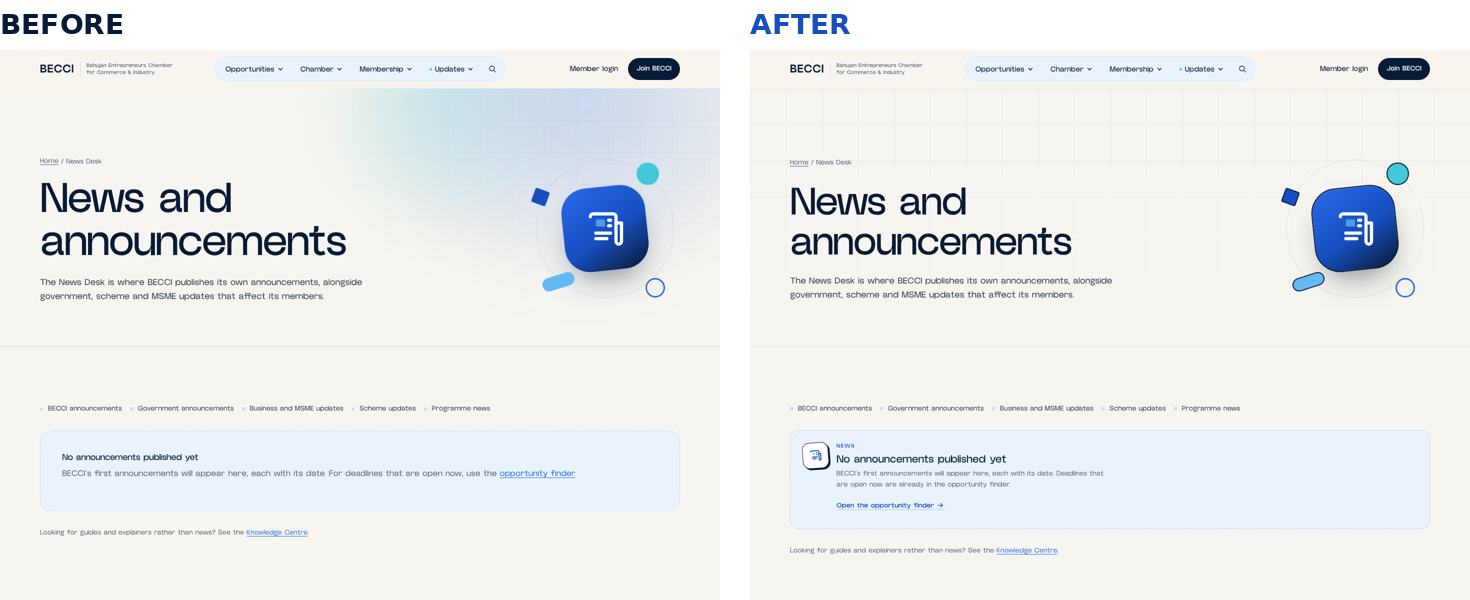 BEFORE
BECCI
Bahujan Entrepreneurs Chamber
for Commerce & Industry
Opportunities Chamber Membership Updates
Member login Join BECCI
Home / News Desk
News and
announcements
The News Desk is where BECCI publishes its own announcements, alongside
government, scheme and MSME updates that affect its members.
BECCI announcements Government announcements Business and MSME updates Scheme updates Programme news
No announcements published yet
BECCI's first announcements will appear here, each with its date. For deadlines that are open now, use the opportunity finder.
Looking for guides and explainers rather than news? See the Knowledge Centre.
AFTER
BECCI
Bahujan Entrepreneurs Chamber
for Commerce & Industry
Opportunities Chamber Membership Updates
Member login Join BECCI
Home / News Desk
News and
announcements
The News Desk is where BECCI publishes its own announcements, alongside
government, scheme and MSME updates that affect its members.
BECCI announcements Government announcements Business and MSME updates Scheme updates Programme news
NEWS
No announcements published yet
BECCI's first announcements will appear here, each with its date. Deadlines that
are open now are already in the opportunity finder.
Open the opportunity finder →
Looking for guides and explainers rather than news? See the Knowledge Centre.